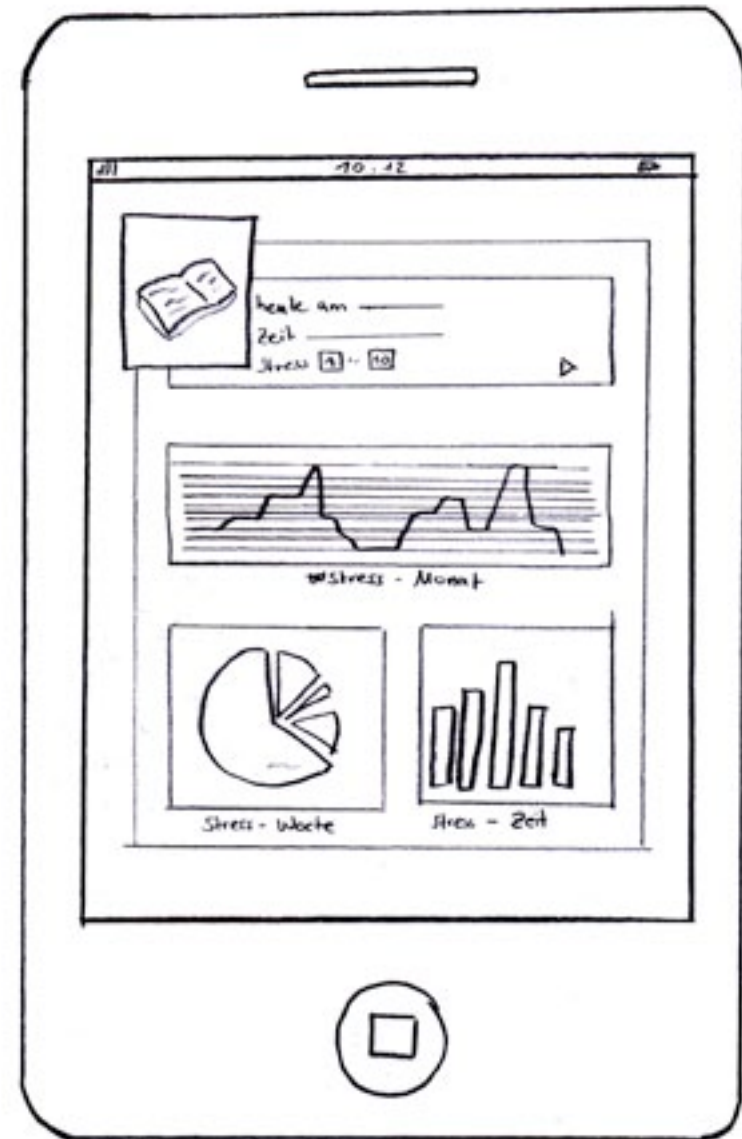 10:12
heute am
Zeit
Stress 1 - 10
Stress - Monat
Stress - Woche
Stress - Zeit